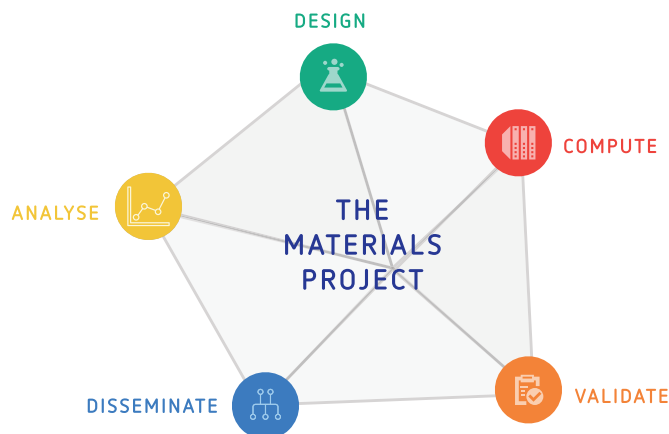 DESIGN
COMPUTE
ANALYSE
THE
MATERIALS
PROJECT
DISSEMINATE
VALIDATE